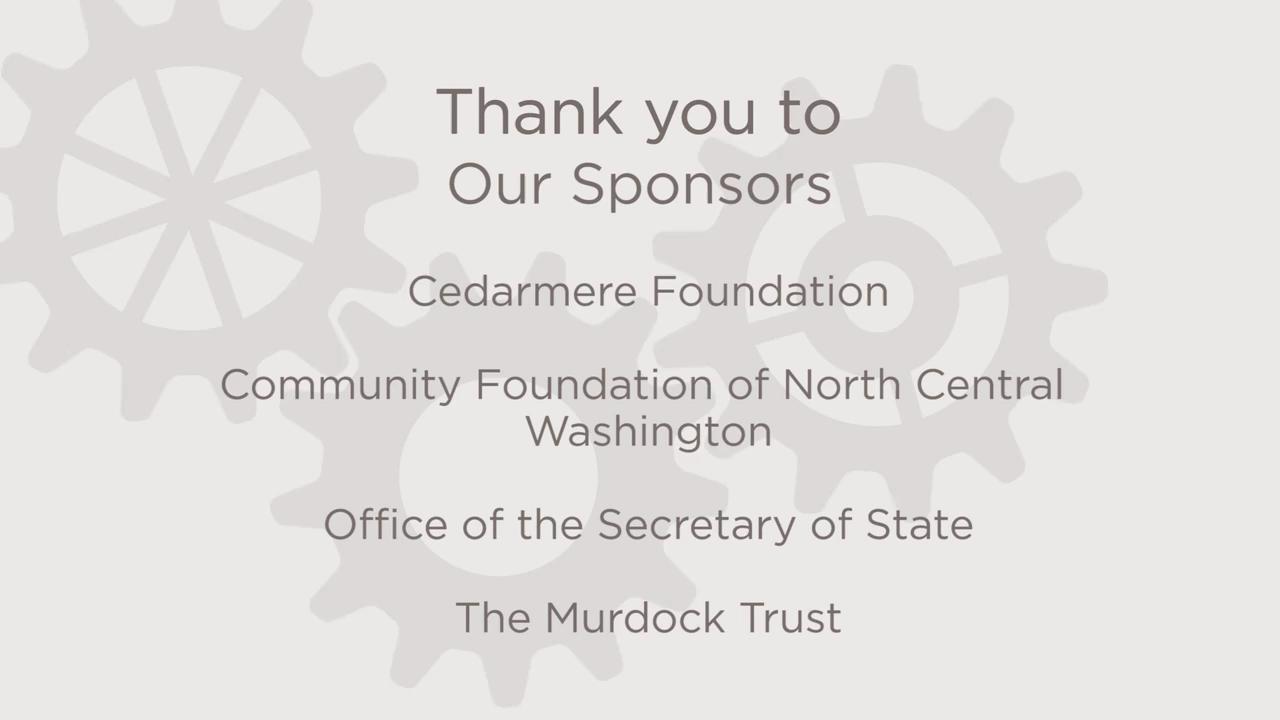 Thank you to
Our Sponsors
Cedarmere Foundation
Community Foundation of North Central
Washington
Office of the Secretary of State
The Murdock Trust